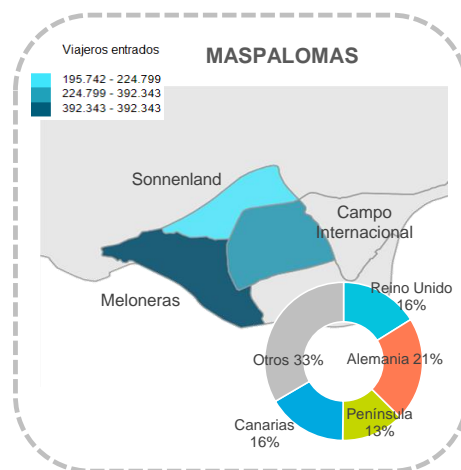 Viajeros entrados
MASPALOMAS
195.742 - 224.799
224.799 - 392.343
392.343 - 392.343
Sonnenland
Campo
Internacional
Meloneras
Reino Unido
16%
Otros 33%
Alemania 21%
Península
13%
Canarias
16%